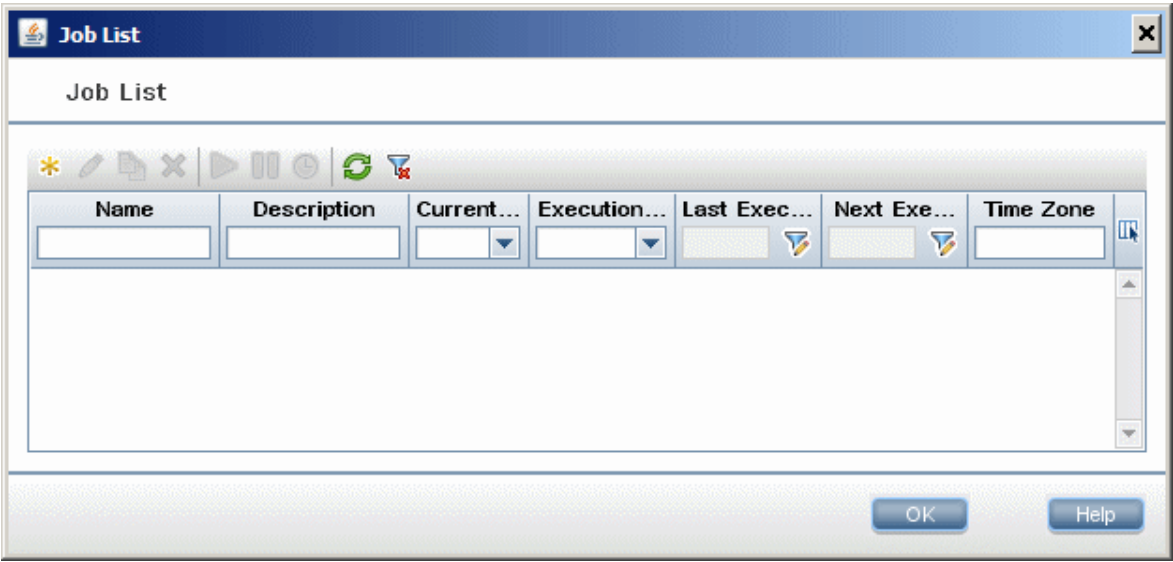 Job List
Job List
Name Description Current... Execution... Last Exec... Next Exe... Time Zone
OK Help